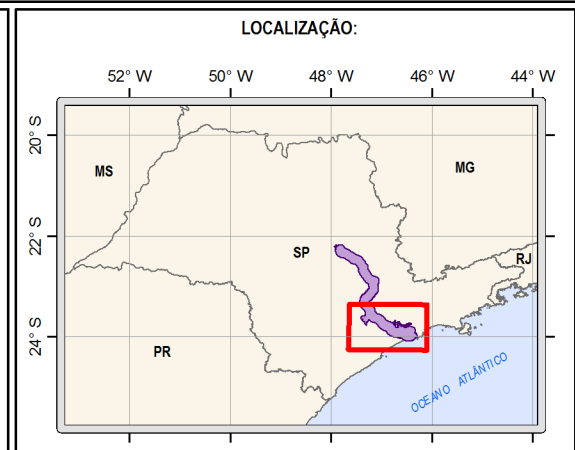 LOCALIZAÇÃO:
52° W 50° W 48° W 46° W 44° W
20° S
MS
MG
22° S
SP
RJ
24° S
PR
OCEANO ATLÂNTICO